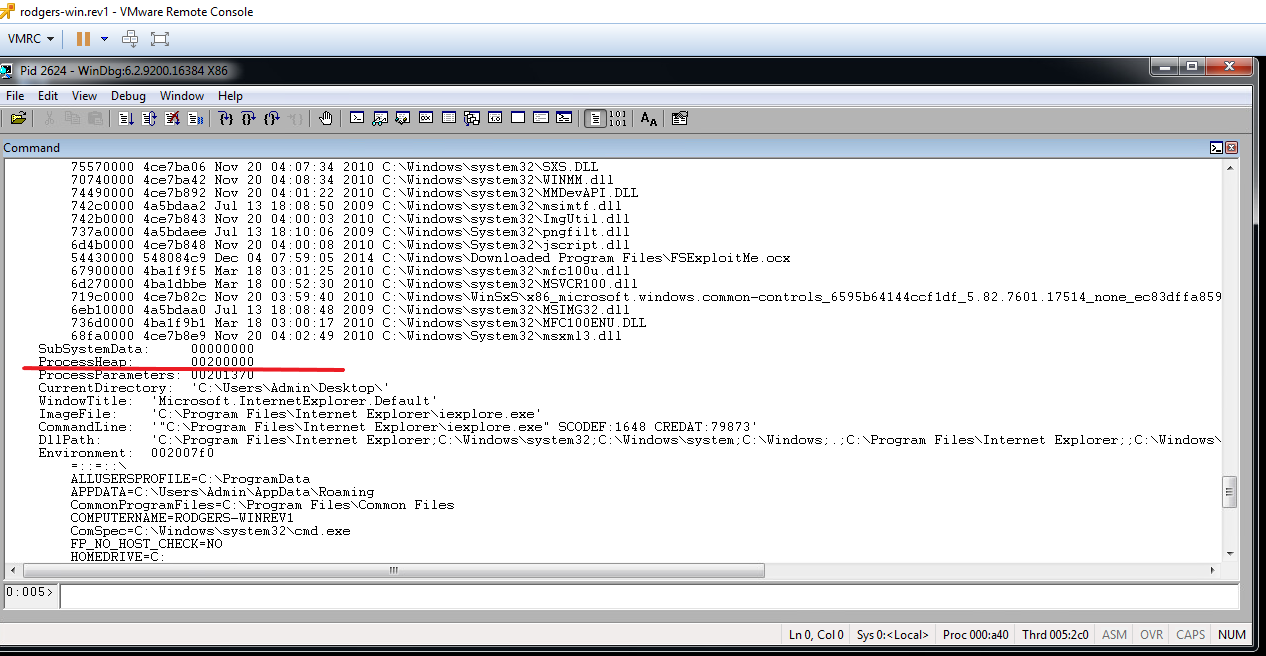 rodgers-win.rev1 - VMware Remote Console
VMRC
Pid 2624 - WinDbg:6.2.9200.16384 X86
File Edit View Debug Window Help
Command
75570000 4ce7ba06 Nov 20 04:07:34 2010 C:\Windows\system32\SXS.DLL
70740000 4ce7ba42 Nov 20 04:08:34 2010 C:\Windows\system32\WINMM.dll
74490000 4ce7b892 Nov 20 04:01:22 2010 C:\Windows\System32\MMDevAPI.DLL
742c0000 4a5bdaa2 Jul 13 18:08:50 2009 C:\Windows\system32\msimtf.dll
742b0000 4ce7b843 Nov 20 04:00:03 2010 C:\Windows\system32\ImgUtil.dll
737a0000 4a5bdaee Jul 13 18:10:06 2009 C:\Windows\System32\pngfilt.dll
6d4b0000 4ce7b848 Nov 20 04:00:08 2010 C:\Windows\System32\jscript.dll
54430000 548084c9 Dec 04 07:59:05 2014 C:\Windows\Downloaded Program Files\FSExploitMe.ocx
67900000 4ba1f9f5 Mar 18 03:01:25 2010 C:\Windows\system32\mfc100u.dll
6d270000 4ba1dbbe Mar 18 00:52:30 2010 C:\Windows\system32\MSVCR100.dll
719c0000 4ce7b82c Nov 20 03:59:40 2010 C:\Windows\WinSxS\x86_microsoft.windows.common-controls_6595b64144ccf1df_5.82.7601.17514_none_ec83dffa859
6eb10000 4a5bdaa0 Jul 13 18:08:48 2009 C:\Windows\system32\MSIMG32.dll
736d0000 4ba1f9b1 Mar 18 03:00:17 2010 C:\Windows\system32\MFC100ENU.DLL
68fa0000 4ce7b8e9 Nov 20 04:02:49 2010 C:\Windows\System32\msxml3.dll
SubSystemData: 00000000
ProcessHeap: 00200000
ProcessParameters: 00201370
CurrentDirectory: 'C:\Users\Admin\Desktop\'
WindowTitle: 'Microsoft.InternetExplorer.Default'
ImageFile: 'C:\Program Files\Internet Explorer\iexplore.exe'
CommandLine: '"C:\Program Files\Internet Explorer\iexplore.exe" SCODEF:1648 CREDAT:79873'
DllPath: 'C:\Program Files\Internet Explorer;C:\Windows\system32;C:\Windows\system;C:\Windows;.;C:\Program Files\Internet Explorer;;C:\Windows\
Environment: 002007f0
=::=::\
ALLUSERSPROFILE=C:\ProgramData
APPDATA=C:\Users\Admin\AppData\Roaming
CommonProgramFiles=C:\Program Files\Common Files
COMPUTERNAME=RODGERS-WINREV1
ComSpec=C:\Windows\system32\cmd.exe
FP_NO_HOST_CHECK=NO
HOMEDRIVE=C:
0:005>
Ln 0, Col 0 Sys 0:<Local> Proc 000:a40 Thrd 005:2c0 ASM OVR CAPS NUM